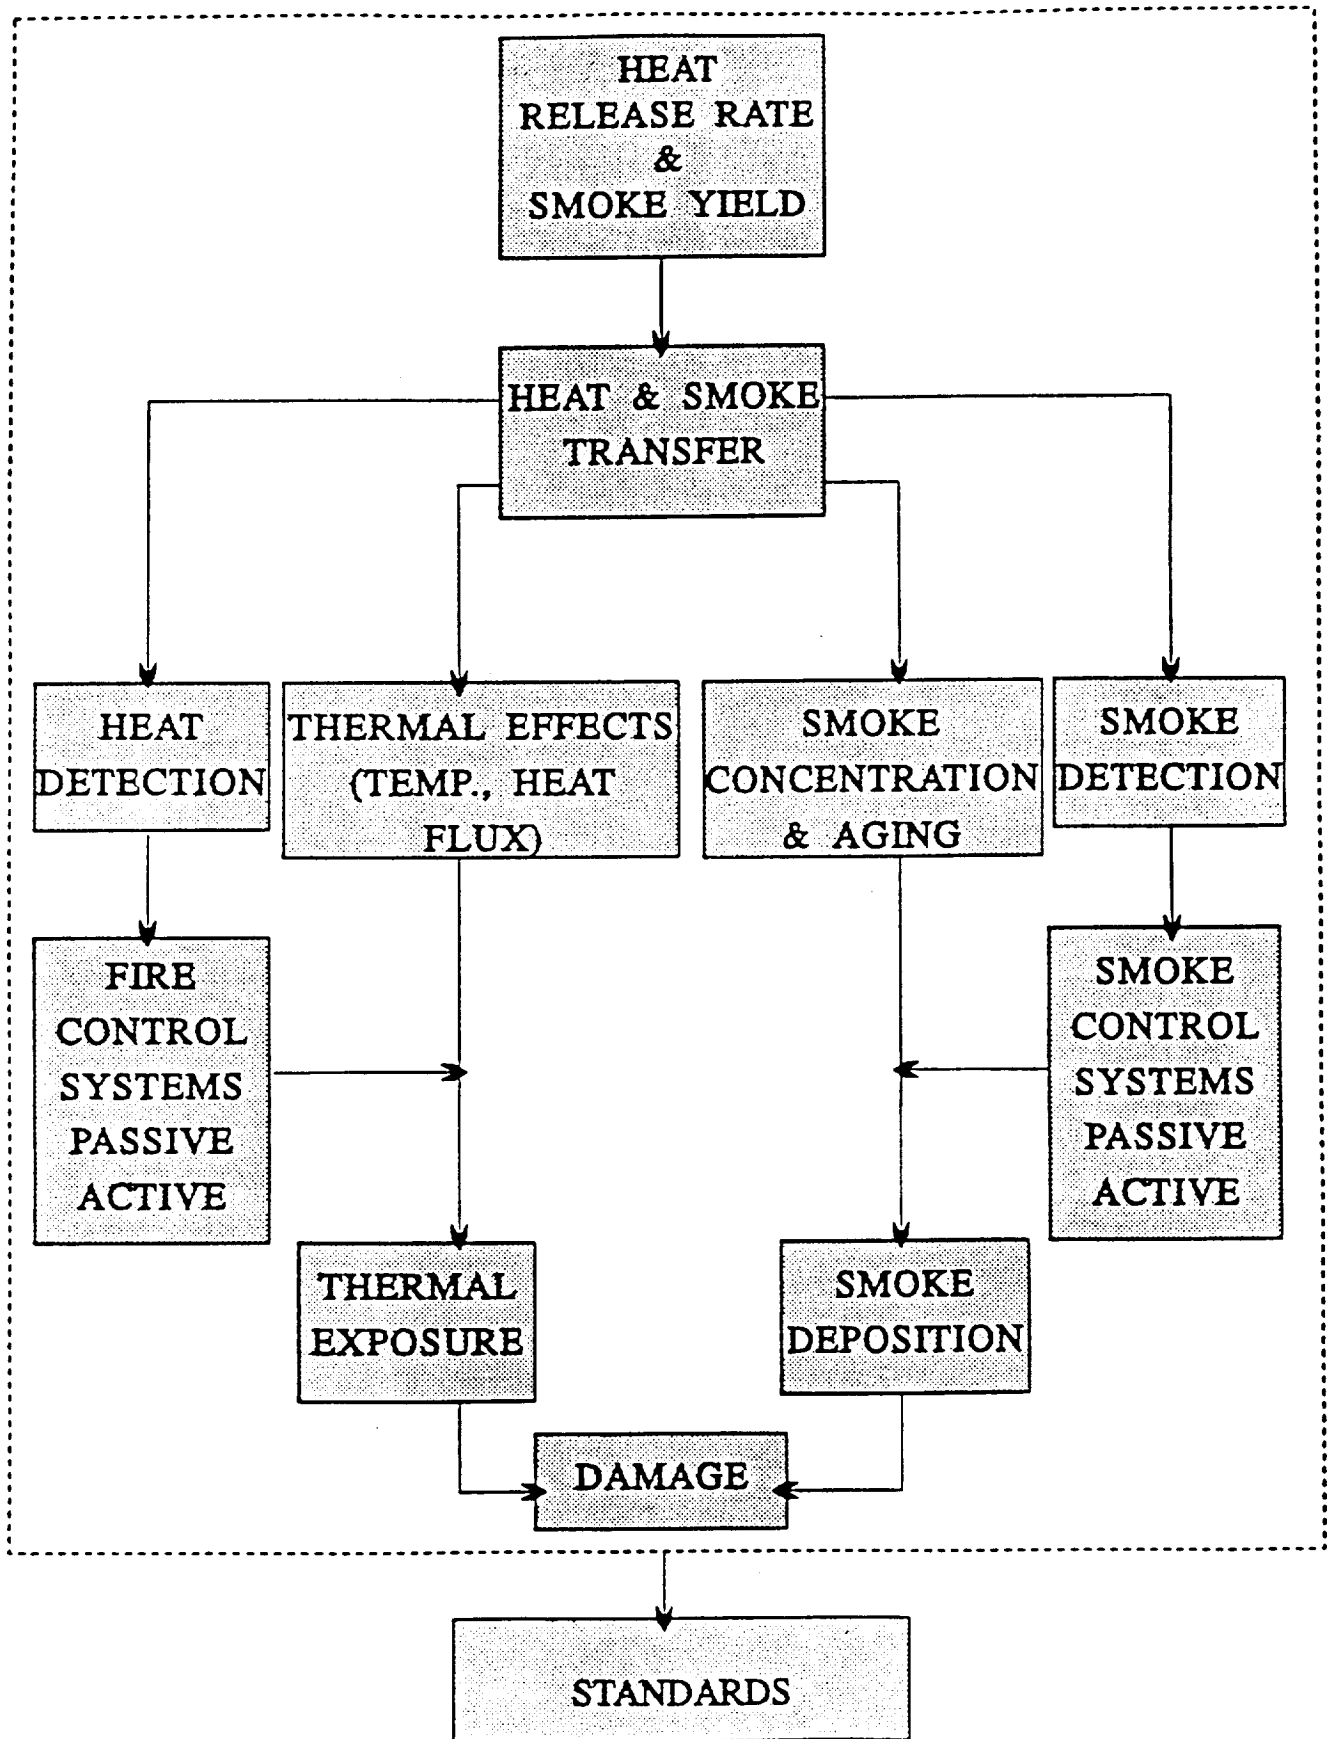 HEAT
RELEASE RATE
&
SMOKE YIELD
HEAT & SMOKE
TRANSFER
HEAT
DETECTION
THERMAL EFFECTS
(TEMP., HEAT
FLUX)
SMOKE
CONCENTRATION
& AGING
SMOKE
DETECTION
FIRE
CONTROL
SYSTEMS
PASSIVE
ACTIVE
SMOKE
CONTROL
SYSTEMS
PASSIVE
ACTIVE
THERMAL
EXPOSURE
SMOKE
DEPOSITION
DAMAGE
STANDARDS